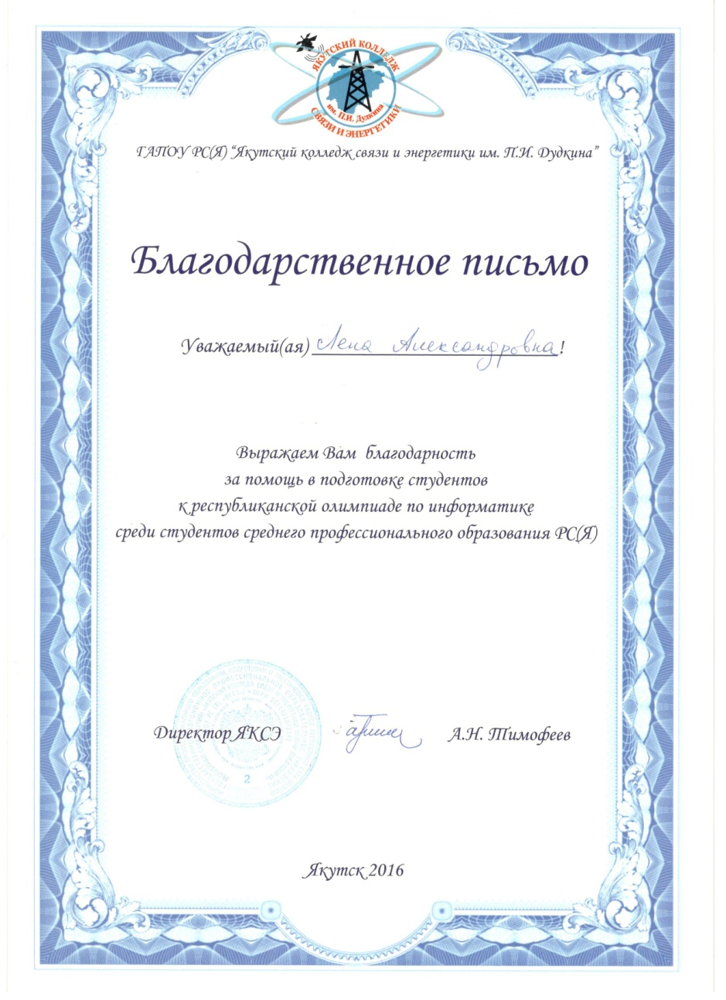 ЯКУТСКИЙ КОЛЛЕДЖ
им. П.И. Дудкина
СВЯЗИ И ЭНЕРГЕТИКИ
ГАПОУ РС(Я) “Якутский колледж связи и энергетики им. П.И. Дудкина”
Благодарственное письмо
Уважаемый(ая) Лена Александровна!
Выражаем Вам благодарность
за помощь в подготовке студентов
к республиканской олимпиаде по информатике
среди студентов среднего профессионального образования РС(Я)
Директор ЯКСЭ А.Н. Тимофеев
2
Якутск 2016